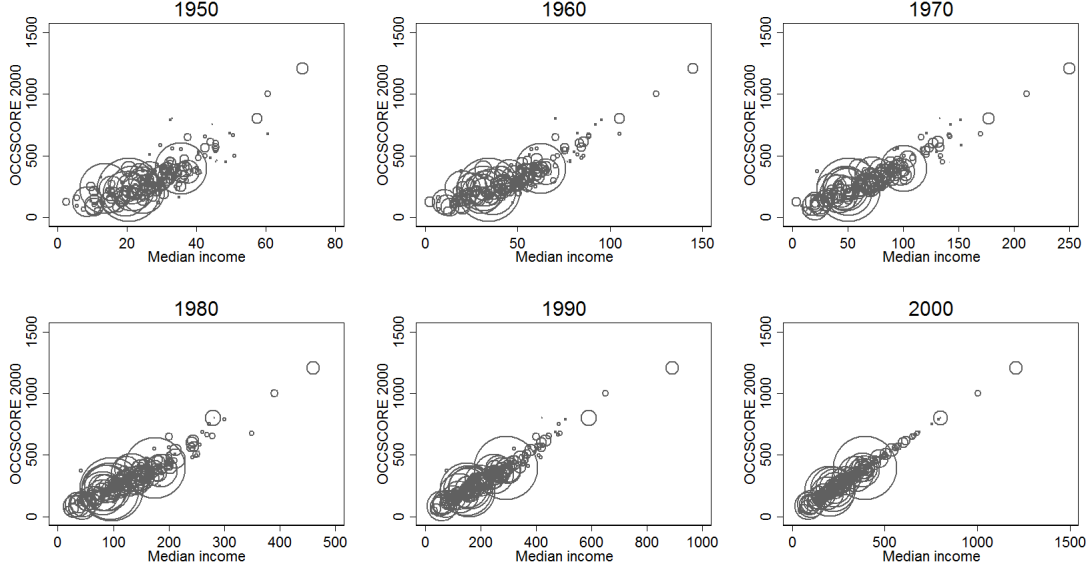 1950
1960
1970
OCCSCORE 2000
0 500 1000 1500
0 20 40 60 80
Median income
OCCSCORE 2000
0 500 1000 1500
0 50 100 150
Median income
OCCSCORE 2000
0 500 1000 1500
0 50 100 150 200 250
Median income
1980
1990
2000
OCCSCORE 2000
0 500 1000 1500
0 100 200 300 400 500
Median income
OCCSCORE 2000
0 500 1000 1500
0 200 400 600 800 1000
Median income
OCCSCORE 2000
0 500 1000 1500
0 500 1000 1500
Median income